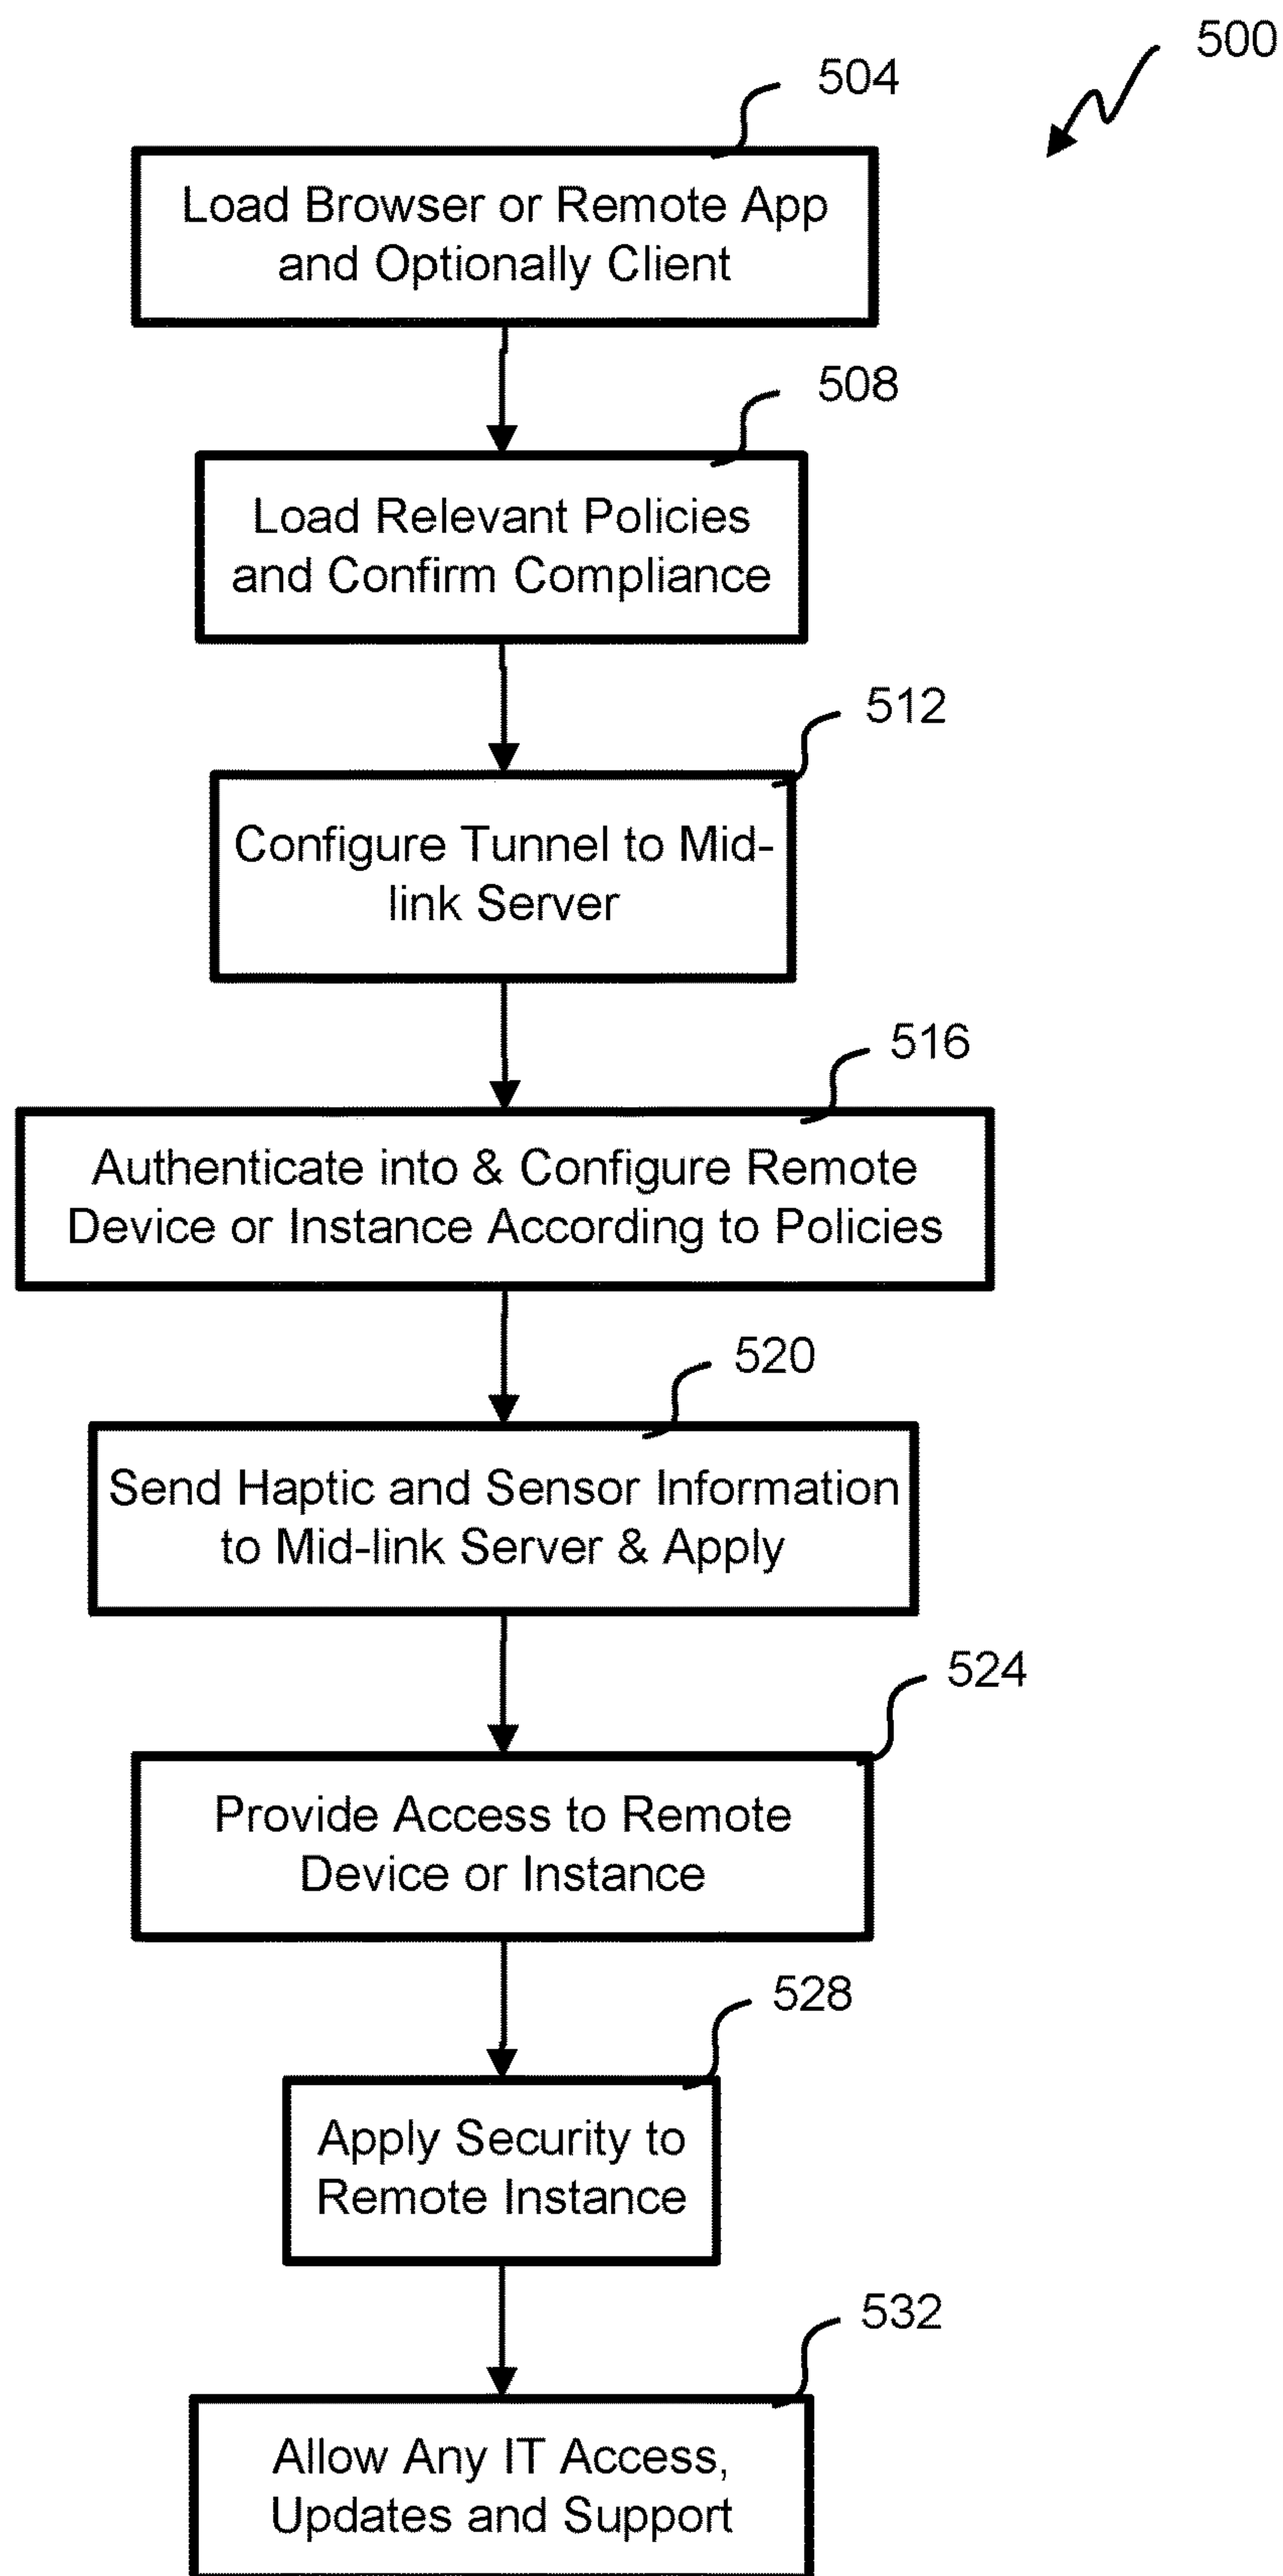 500
504
Load Browser or Remote App
and Optionally Client
508
Load Relevant Policies
and Confirm Compliance
512
Configure Tunnel to Mid-
link Server
516
Authenticate into & Configure Remote
Device or Instance According to Policies
520
Send Haptic and Sensor Information
to Mid-link Server & Apply
524
Provide Access to Remote
Device or Instance
528
Apply Security to
Remote Instance
532
Allow Any IT Access,
Updates and Support